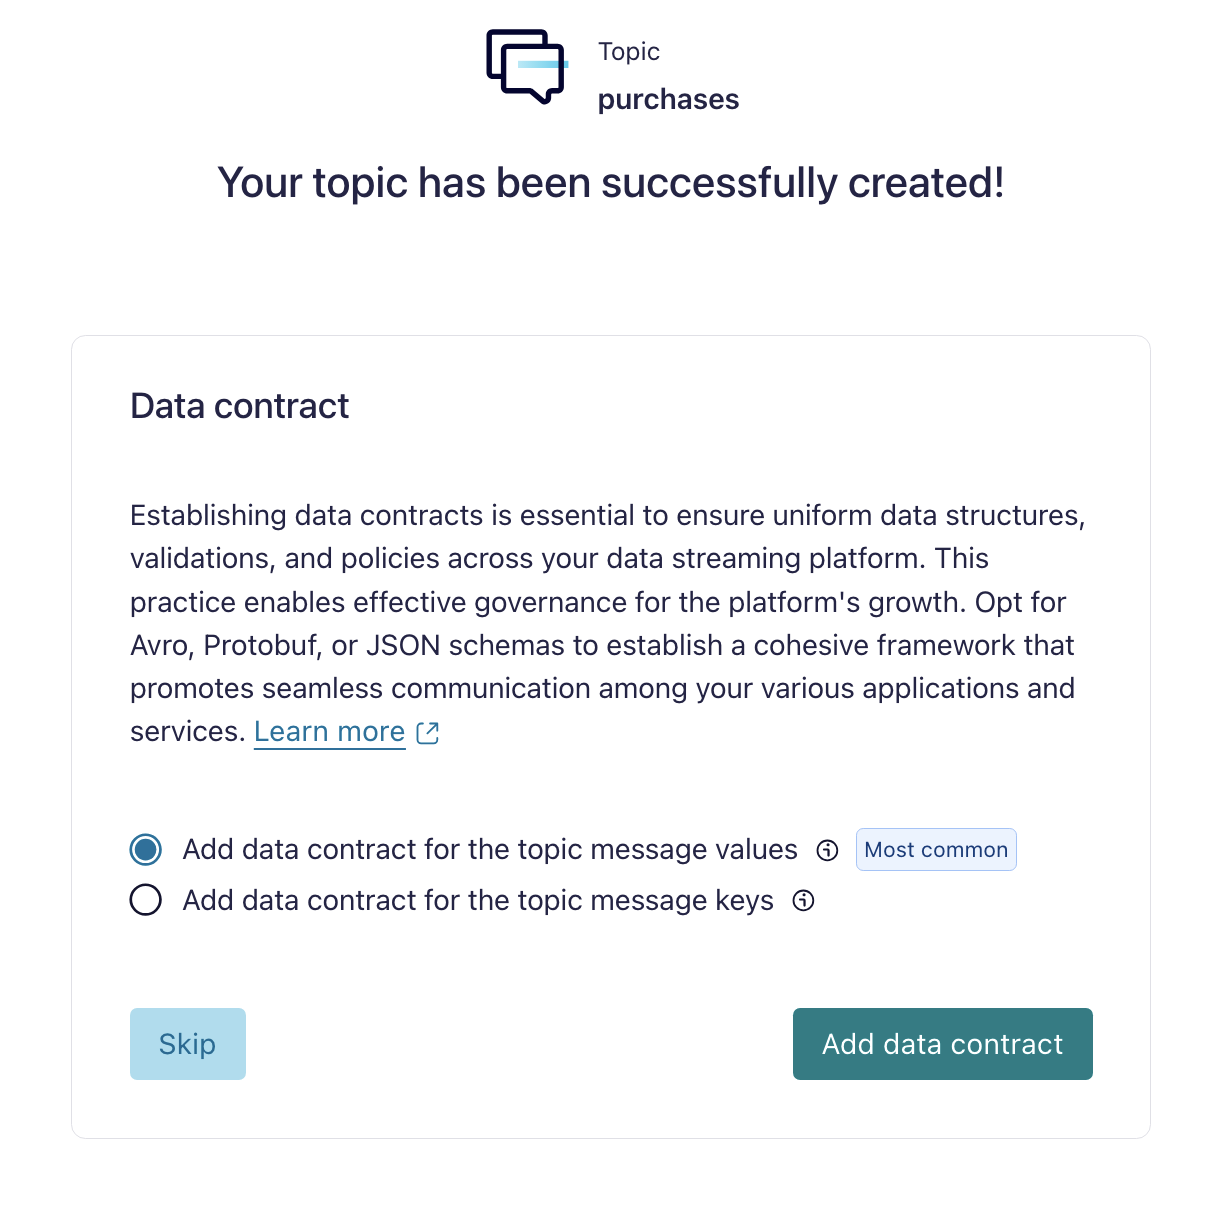 Topic
purchases
Your topic has been successfully created!
Data contract
Establishing data contracts is essential to ensure uniform data structures,
validations, and policies across your data streaming platform. This
practice enables effective governance for the platform's growth. Opt for
Avro, Protobuf, or JSON schemas to establish a cohesive framework that
promotes seamless communication among your various applications and
services. Learn more
Add data contract for the topic message values Most common
Add data contract for the topic message keys
Skip Add data contract